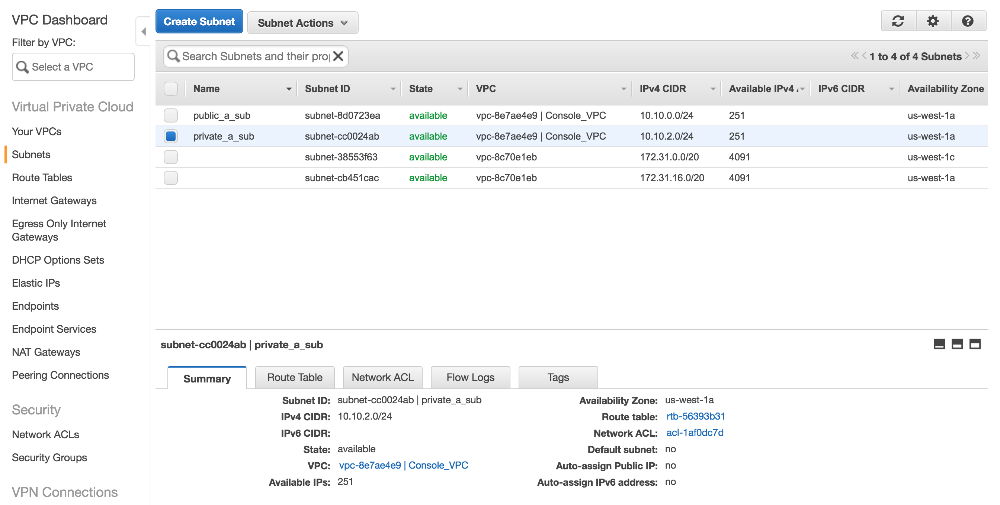 VPC Dashboard
Filter by VPC:
Select a VPC
Virtual Private Cloud
Your VPCs
Subnets
Route Tables
Internet Gateways
Egress Only Internet
Gateways
DHCP Options Sets
Elastic IPs
Endpoints
Endpoint Services
NAT Gateways
Peering Connections
Security
Network ACLs
Security Groups
VPN Connections
Create Subnet Subnet Actions
Search Subnets and their pro 1 to 4 of 4 Subnets
Name Subnet ID State VPC IPv4 CIDR Available IPv4 IPv6 CIDR Availability Zone
public_a_sub subnet-8d0723ea available vpc-8e7ae4e9 | Console_VPC 10.10.0.0/24 251 us-west-1a
private_a_sub subnet-cc0024ab available vpc-8e7ae4e9 | Console_VPC 10.10.2.0/24 251 us-west-1a
subnet-38553f63 available vpc-8c70e1eb 172.31.0.0/20 4091 us-west-1c
subnet-cb451cac available vpc-8c70e1eb 172.31.16.0/20 4091 us-west-1a
subnet-cc0024ab | private_a_sub
Summary Route Table Network ACL Flow Logs Tags
Subnet ID: subnet-cc0024ab | private_a_sub
IPv4 CIDR: 10.10.2.0/24
IPv6 CIDR:
State: available
VPC: vpc-8e7ae4e9 | Console_VPC
Available IPs: 251
Availability Zone: us-west-1a
Route table: rtb-56393b31
Network ACL: acl-1af0dc7d
Default subnet: no
Auto-assign Public IP: no
Auto-assign IPv6 address: no